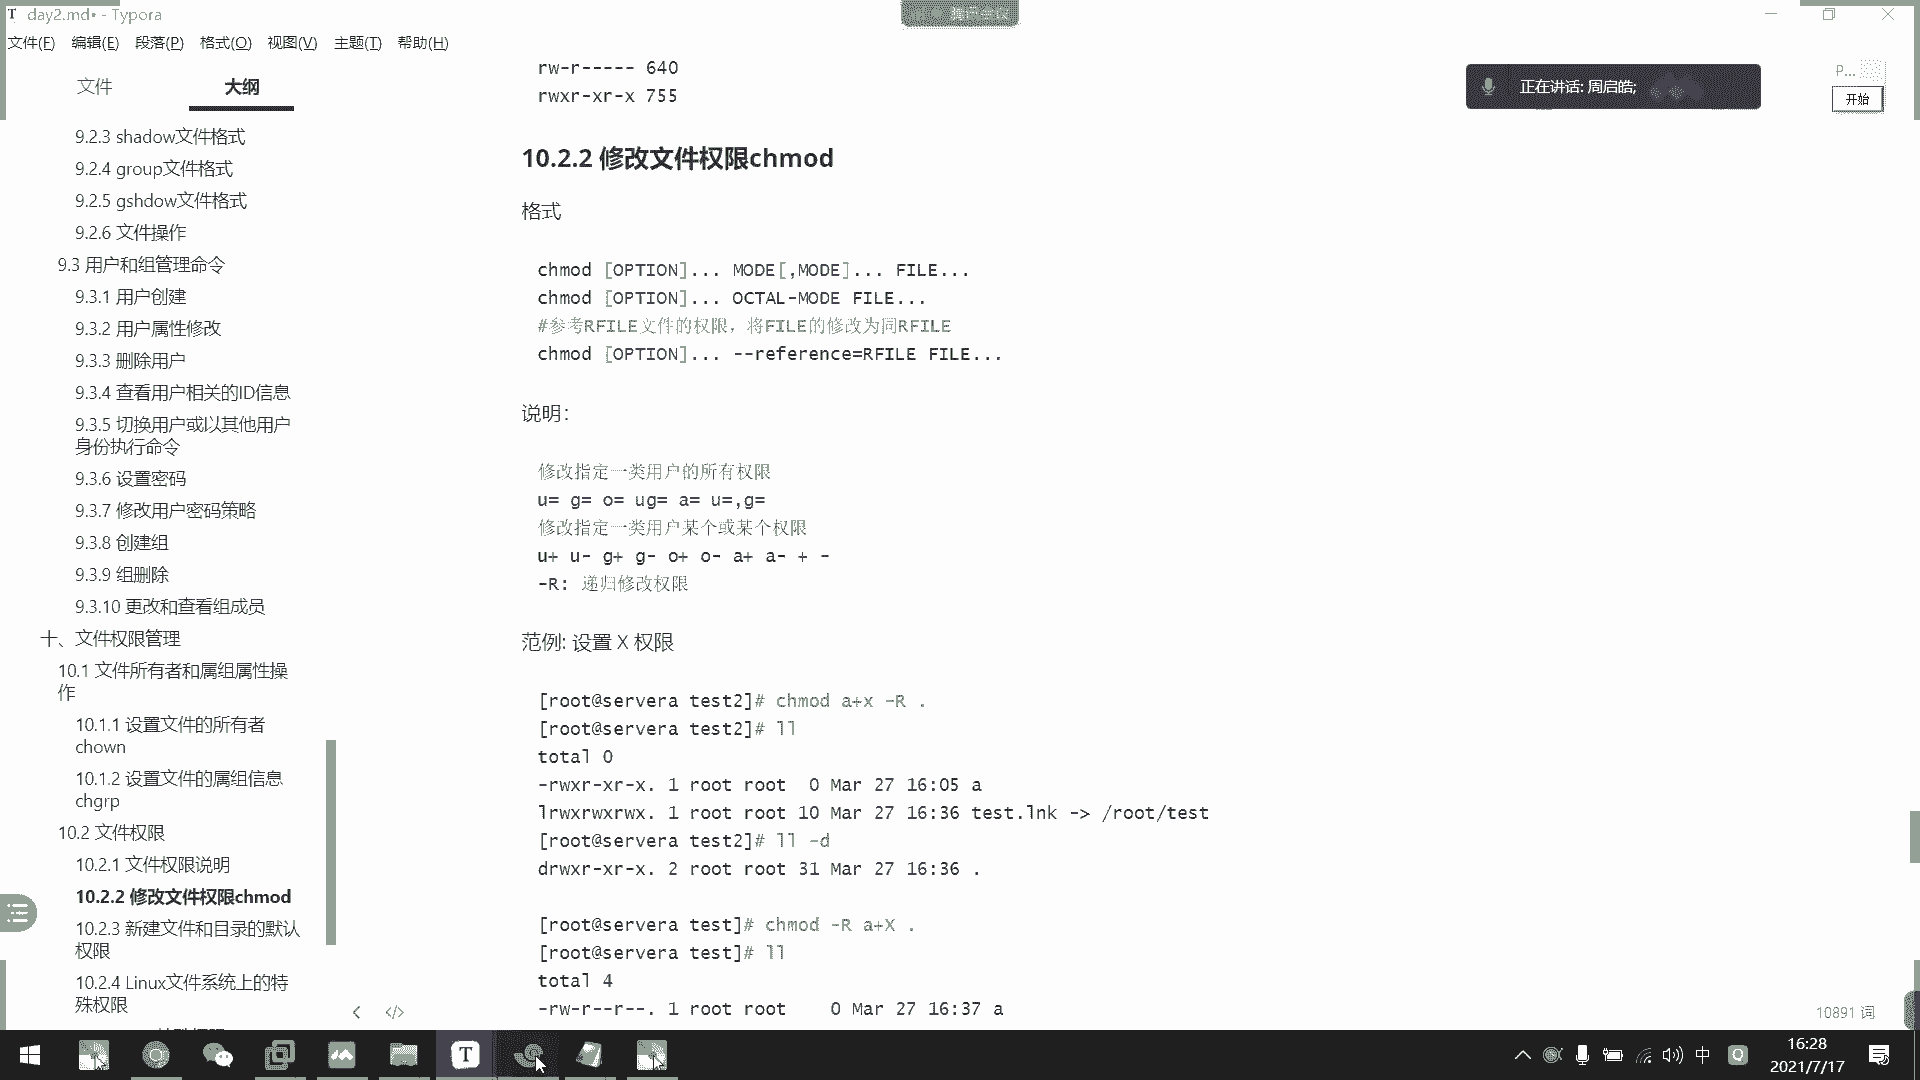 day2.md• - Typora
文件(F) 编辑(E) 段落(P) 格式(O) 视图(V) 主题(T) 帮助(H)
文件 大纲
9.2.3 shadow文件格式
9.2.4 group文件格式
9.2.5 gshdow文件格式
9.2.6 文件操作
9.3 用户和组管理命令
9.3.1 用户创建
9.3.2 用户属性修改
9.3.3 删除用户
9.3.4 查看用户相关的ID信息
9.3.5 切换用户或以其他用户
身份执行命令
9.3.6 设置密码
9.3.7 修改用户密码策略
9.3.8 创建组
9.3.9 组删除
9.3.10 更改和查看组成员
十、文件权限管理
10.1 文件所有者和属组属性操
作
10.1.1 设置文件的所有者
chown
10.1.2 设置文件的属组信息
chgrp
10.2 文件权限
10.2.1 文件权限说明
10.2.2 修改文件权限chmod
10.2.3 新建文件和目录的默认
权限
10.2.4 Linux文件系统上的特
殊权限
rw-r----- 640
rwxr-xr-x 755
10.2.2 修改文件权限chmod
格式
chmod [OPTION]... MODE[,MODE]... FILE...
chmod [OPTION]... OCTAL-MODE FILE...
#参考RFILE文件的权限，将FILE的修改为同RFILE
chmod [OPTION]... --reference=RFILE FILE...
说明：
修改指定一类用户的所有权限
u= g= o= ug= a= u=,g=
修改指定一类用户某个或某个权限
u+ u- g+ g- o+ o- a+ a- + -
-R: 递归修改权限
范例: 设置 X 权限
[root@servera test2]# chmod a+x -R .
[root@servera test2]# ll
total 0
-rwxr-xr-x. 1 root root  0 Mar 27 16:05 a
lrwxrwxrwx. 1 root root 10 Mar 27 16:36 test.lnk -> /root/test
[root@servera test2]# ll -d
drwxr-xr-x. 2 root root 31 Mar 27 16:36 .
[root@servera test]# chmod -R a+X .
[root@servera test]# ll
total 4
-rw-r--r--. 1 root root    0 Mar 27 16:37 a
正在讲话: 周启皓;
P...
开始
10891 词
中
16:28
2021/7/17